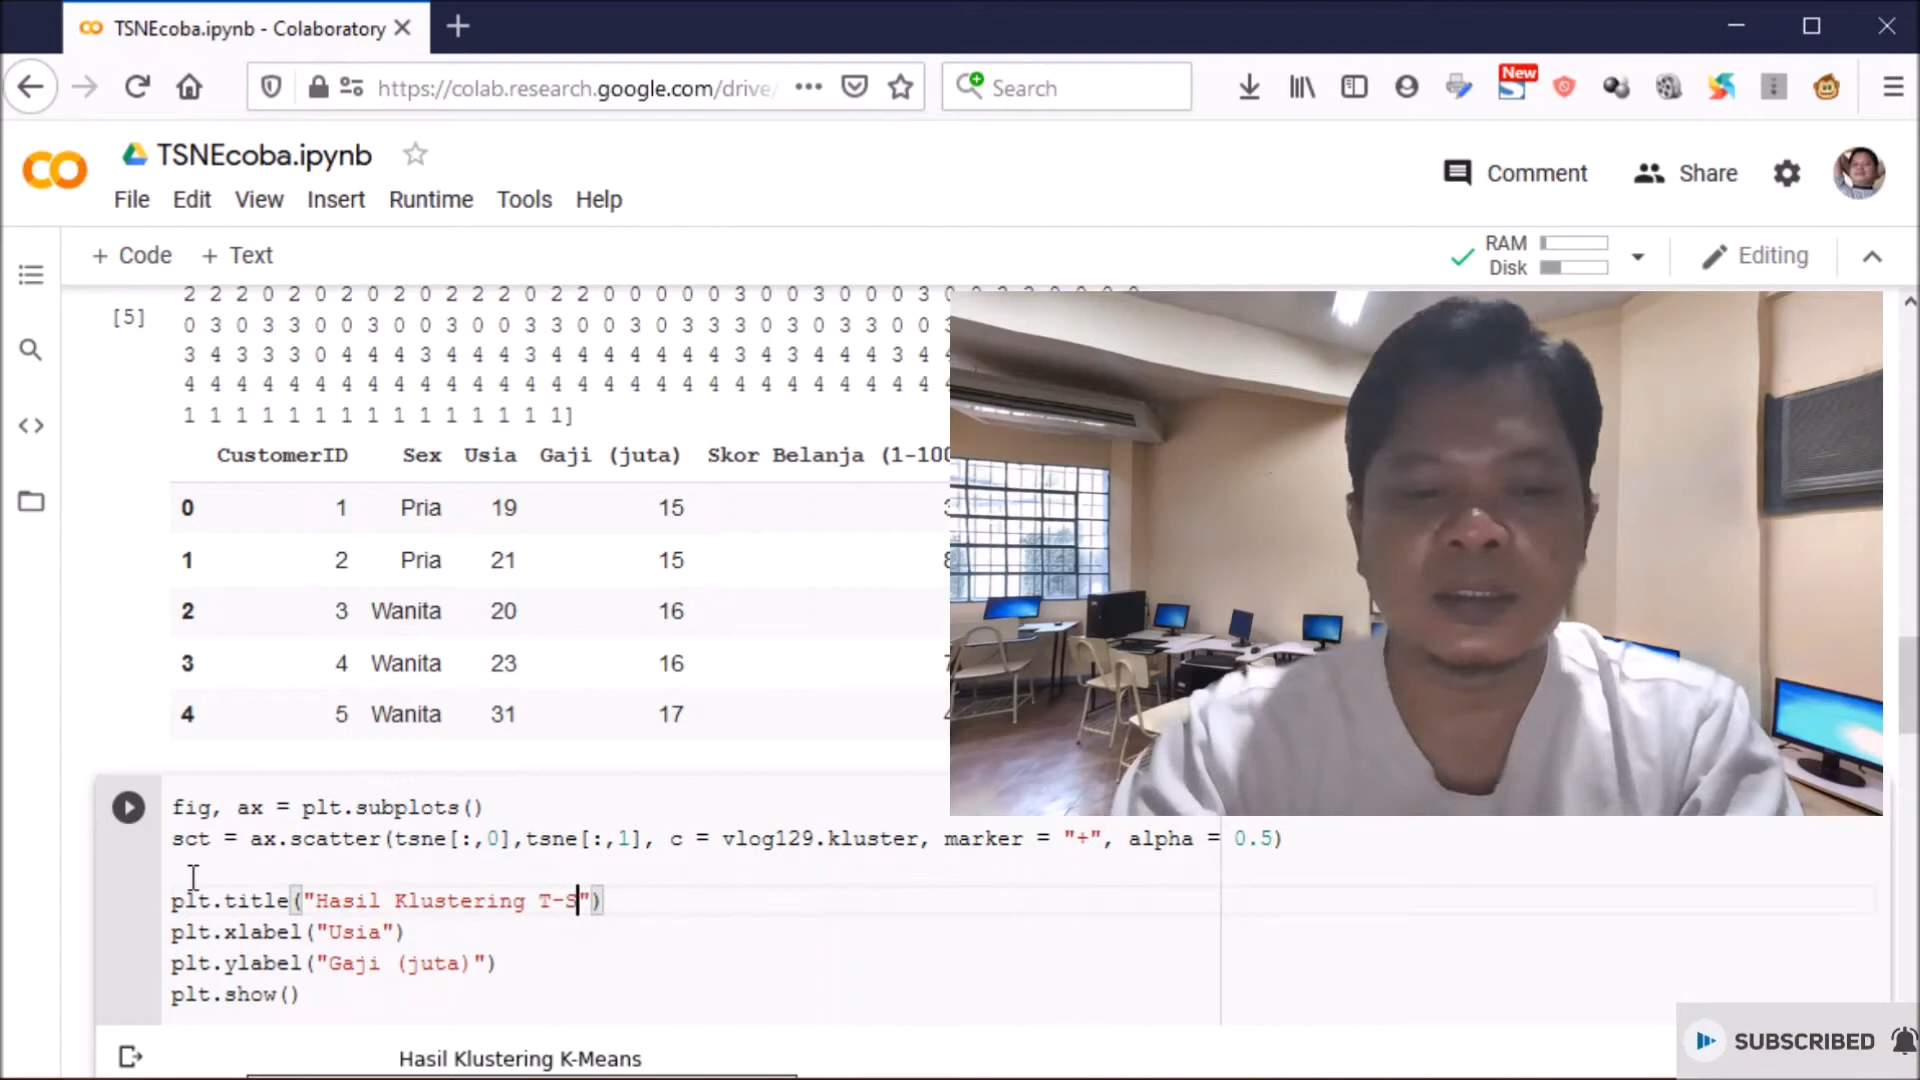 TSNEcoba.ipynb - Colaboratory
https://colab.research.google.com/drive/
Search
New
TSNEcoba.ipynb
Comment
Share
File Edit View Insert Runtime Tools Help
+ Code + Text
RAM
Disk
Editing
2 2 2 0 2 0 2 0 2 0 2 2 2 0 2 2 0 0 0 0 0 3 0 0 3 0 0 0 3 0
[5]
0 3 0 3 3 0 0 3 0 0 3 0 0 3 0 0 0 3 0 3 3 3 0 3 0 3 3 0 0
3 4 3 3 3 0 4 4 4 3 4 4 4 3 4 4 4 4 4 4 4 3 4 3 4 4 4 3 4
4 4 4 4 4 4 4 4 4 4 4 4 4 4 4 4 4 4 4 4 4 4 4 4 4 4 4 4 4
1 1 1 1 1 1 1 1 1 1 1 1 1 1 1]
CustomerID Sex Usia Gaji (juta) Skor Belanja (1-100
0 1 Pria 19 15
1 2 Pria 21 15
2 3 Wanita 20 16
3 4 Wanita 23 16
4 5 Wanita 31 17
fig, ax = plt.subplots()
sct = ax.scatter(tsne[:,0],tsne[:,1], c = vlog129.kluster, marker = "+", alpha = 0.5)
plt.title("Hasil Klustering T-S")
plt.xlabel("Usia")
plt.ylabel("Gaji (juta)")
plt.show()
Hasil Klustering K-Means
SUBSCRIBED